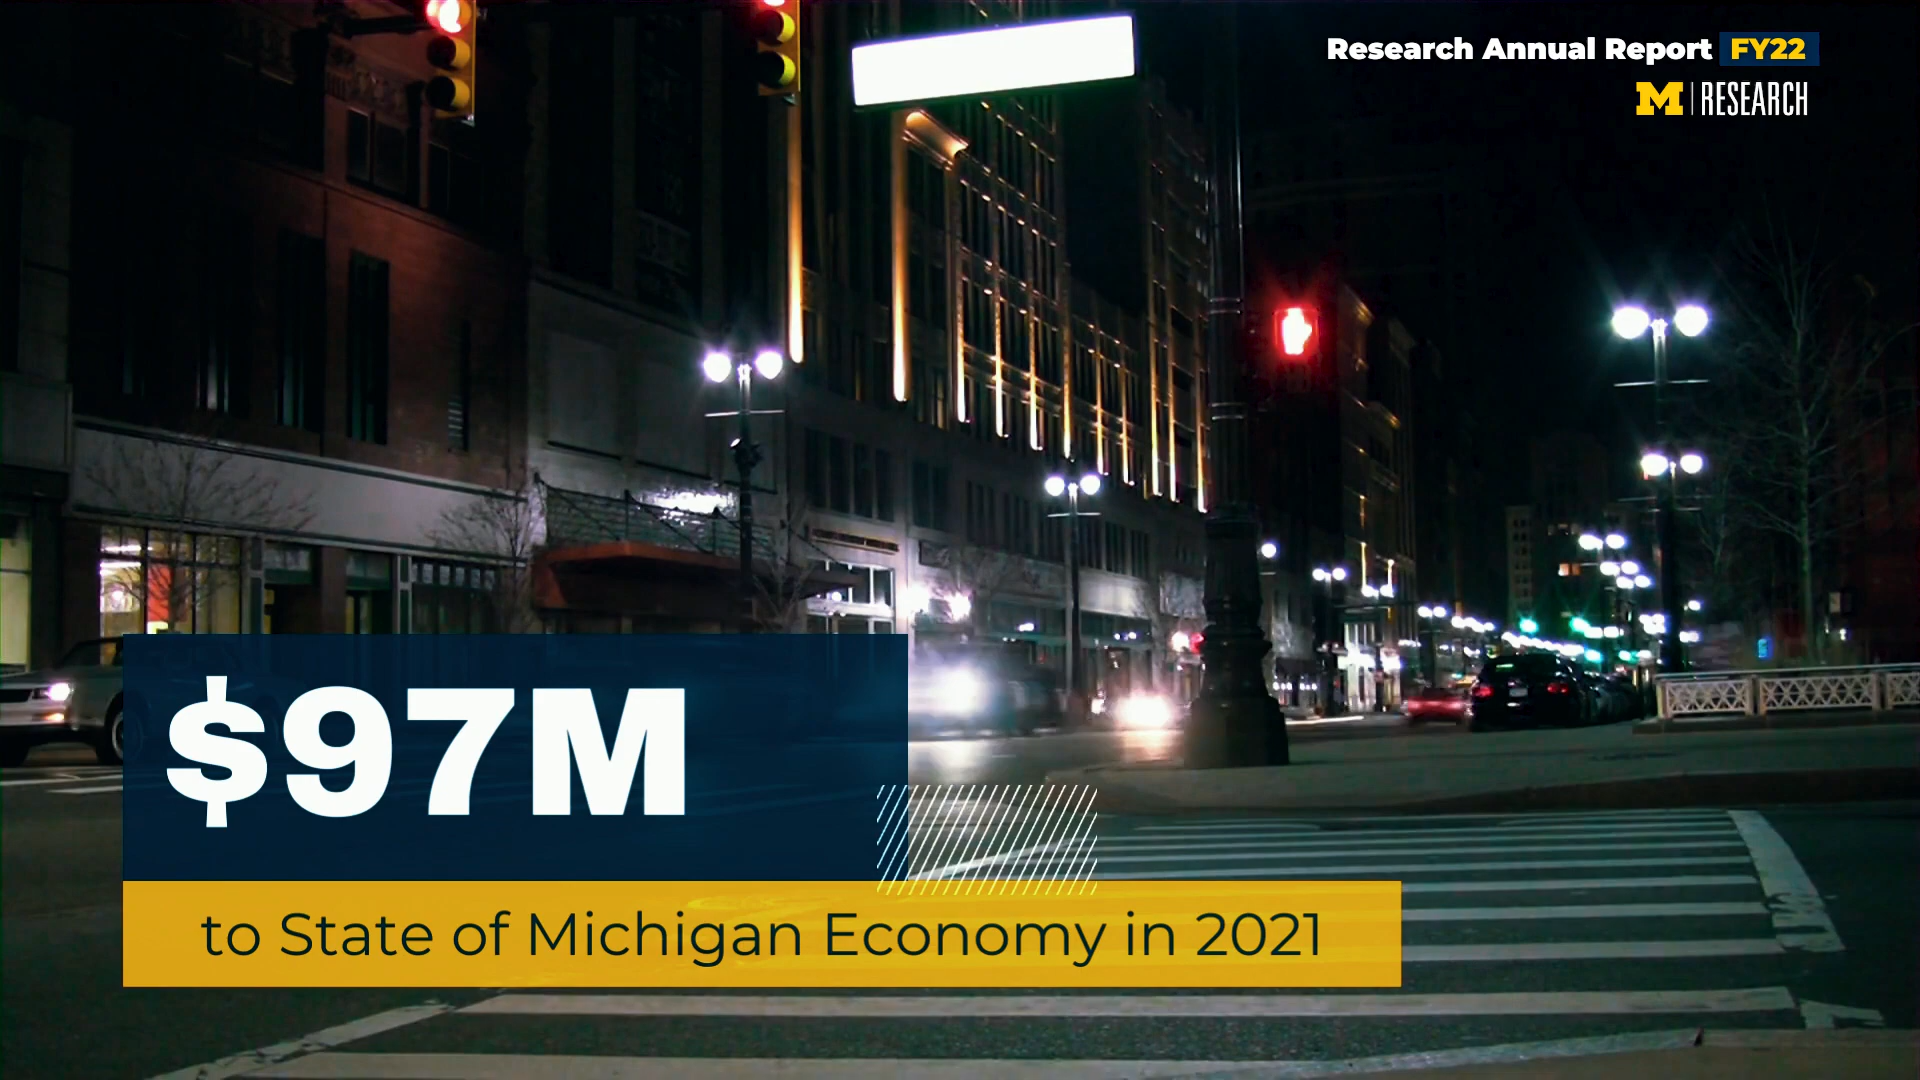 Research Annual Report FY22
M | RESEARCH
$97M
to State of Michigan Economy in 2021